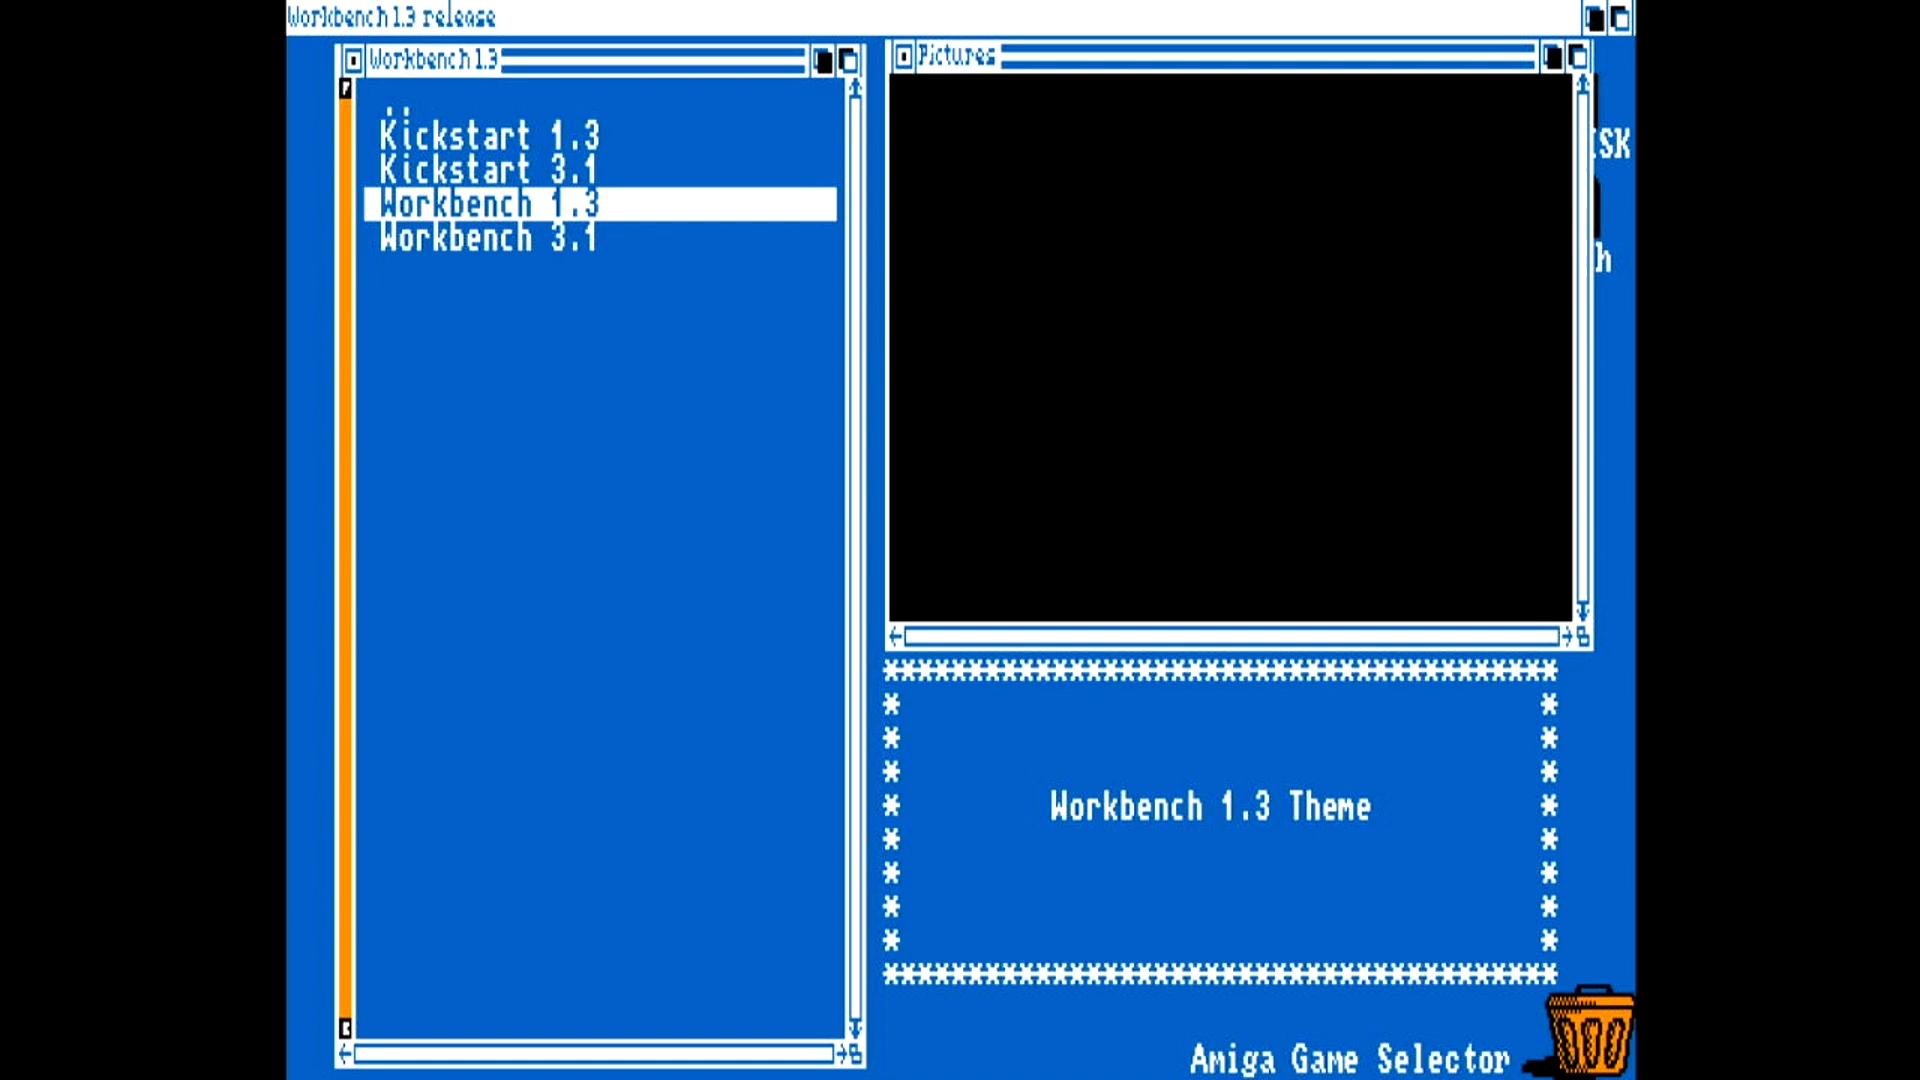 Workbench 1.3 release
Workbench 1.3
..
Kickstart 1.3
Kickstart 3.1
Workbench 1.3
Workbench 3.1
Pictures
SK
h
***************************************
*
*
*
* Workbench 1.3 Theme *
*
*
*
*
***************************************
Amiga Game Selector